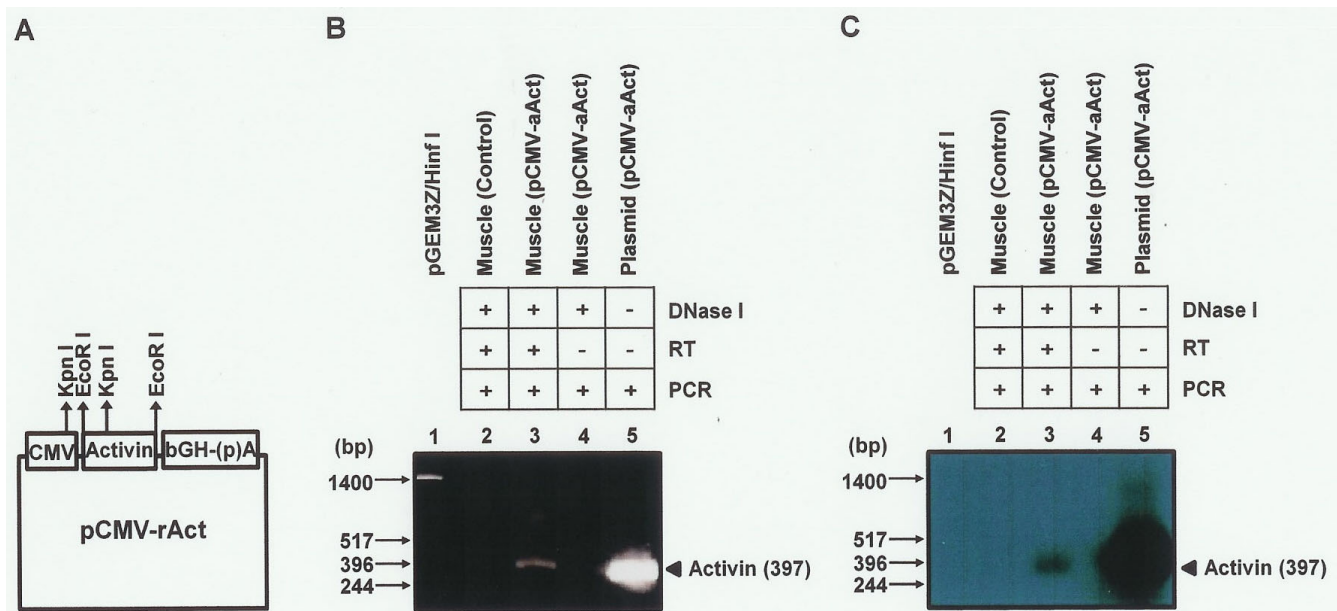 A
Kpn I
EcoR I
Kpn I
EcoR I
CMV
Activin
bGH-(p)A
pCMV-rAct
B
pGEM3Z/Hinf I
Muscle (Control)
Muscle (pCMV-aAct)
Muscle (pCMV-aAct)
Plasmid (pCMV-aAct)
+ + + - DNase I
+ + - - RT
+ + + + PCR
(bp) 1 2 3 4 5
1400
517
396
244
Activin (397)
C
pGEM3Z/Hinf I
Muscle (Control)
Muscle (pCMV-aAct)
Muscle (pCMV-aAct)
Plasmid (pCMV-aAct)
+ + + - DNase I
+ + - - RT
+ + + + PCR
(bp) 1 2 3 4 5
1400
517
396
244
Activin (397)